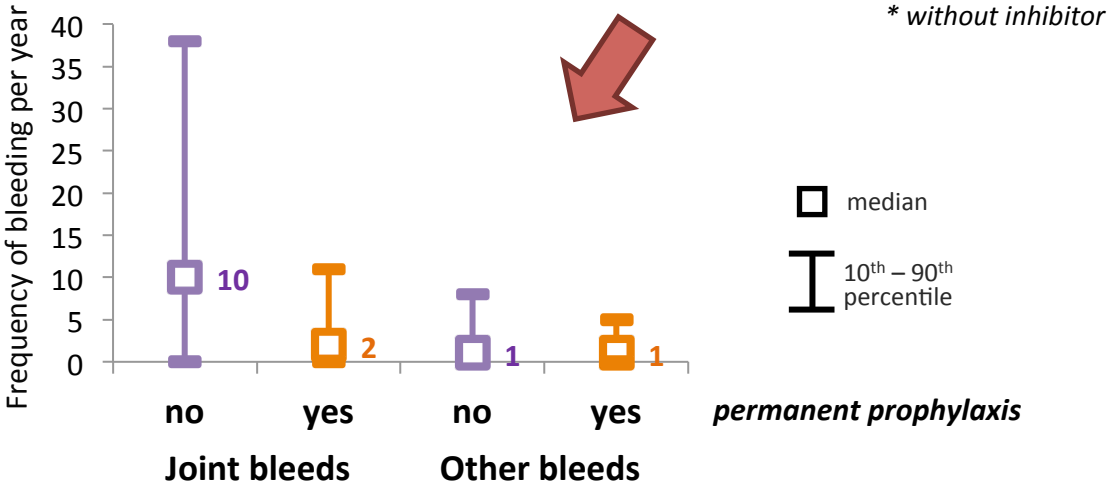 * without inhibitor
Frequency of bleeding per year
40
35
30
25
20
15
10
5
0
10
2
1
1
median
10th – 90th
percentile
no yes no yes permanent prophylaxis
Joint bleeds Other bleeds